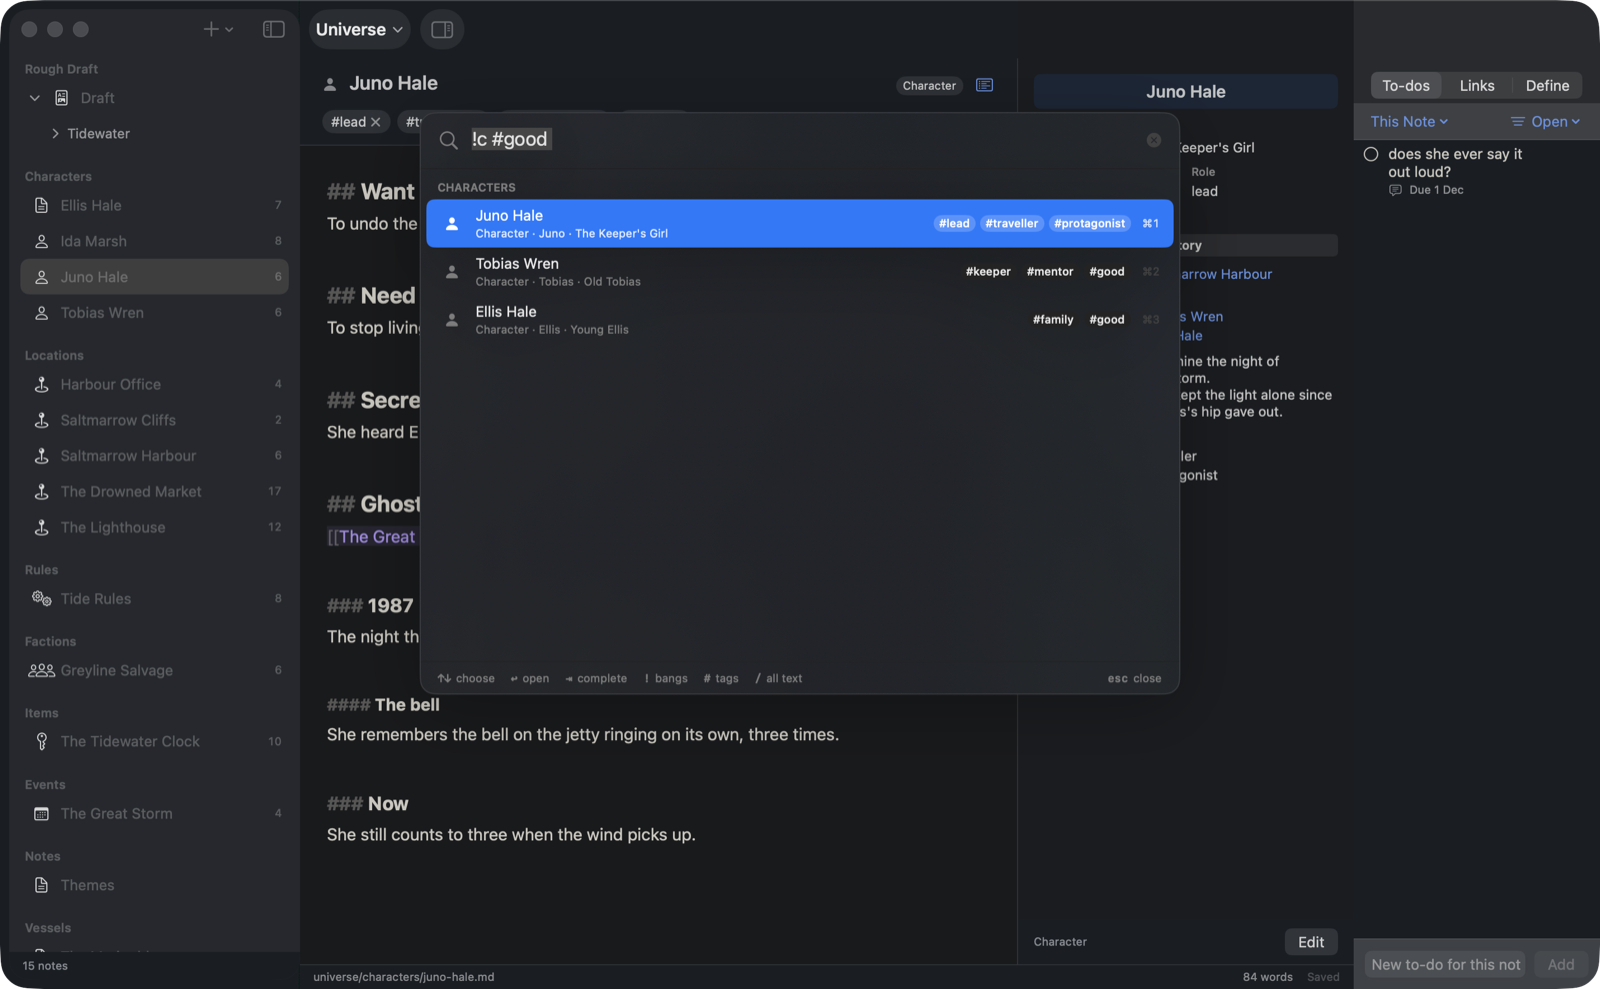 Rough Draft
Draft
Tidewater
Characters
Ellis Hale 7
Ida Marsh 8
Juno Hale 6
Tobias Wren 6
Locations
Harbour Office 4
Saltmarrow Cliffs 2
Saltmarrow Harbour 6
The Drowned Market 17
The Lighthouse 12
Rules
Tide Rules 8
Factions
Greyline Salvage 6
Items
The Tidewater Clock 10
Events
The Great Storm 4
Notes
Themes
Vessels
15 notes
Universe
Juno Hale
Character
#lead
## Want
To undo the
## Need
To stop
## Secre
She heard E
## Ghost
[[The Great
### 1987
The night th
#### The bell
She remembers the bell on the jetty ringing on its own, three times.
### Now
She still counts to three when the wind picks up.
universe/characters/juno-hale.md
84 words Saved
!c #good
CHARACTERS
Juno Hale
Character · Juno · The Keeper's Girl
#lead #traveller #protagonist ⌘1
Tobias Wren
Character · Tobias · Old Tobias
#keeper #mentor #good ⌘2
Ellis Hale
Character · Ellis · Young Ellis
#family #good ⌘3
↑↓ choose ↵ open ⇥ complete ! bangs # tags / all text
esc close
Juno Hale
Keeper's Girl
Role
lead
tory
arrow Harbour
s Wren
Hale
nine the night of
orm.
ept the light alone since
s's hip gave out.
ler
gonist
Character
Edit
To-dos Links Define
This Note Open
does she ever say it
out loud?
Due 1 Dec
New to-do for this not
Add